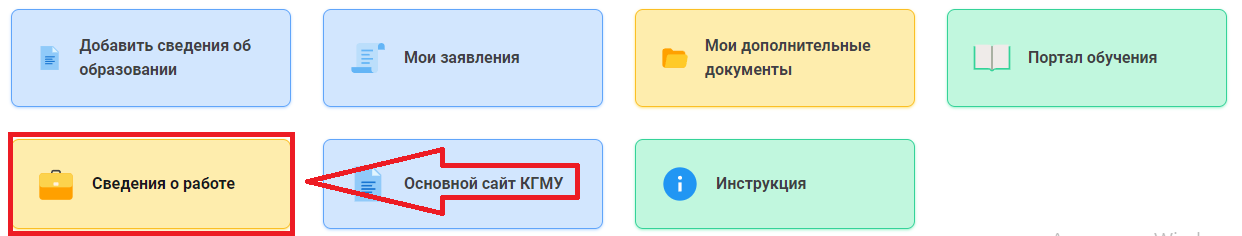 Добавить сведения об
образовании
Мои заявления
Мои дополнительные
документы
Портал обучения
Сведения о работе
Основной сайт КГМУ
Инструкция